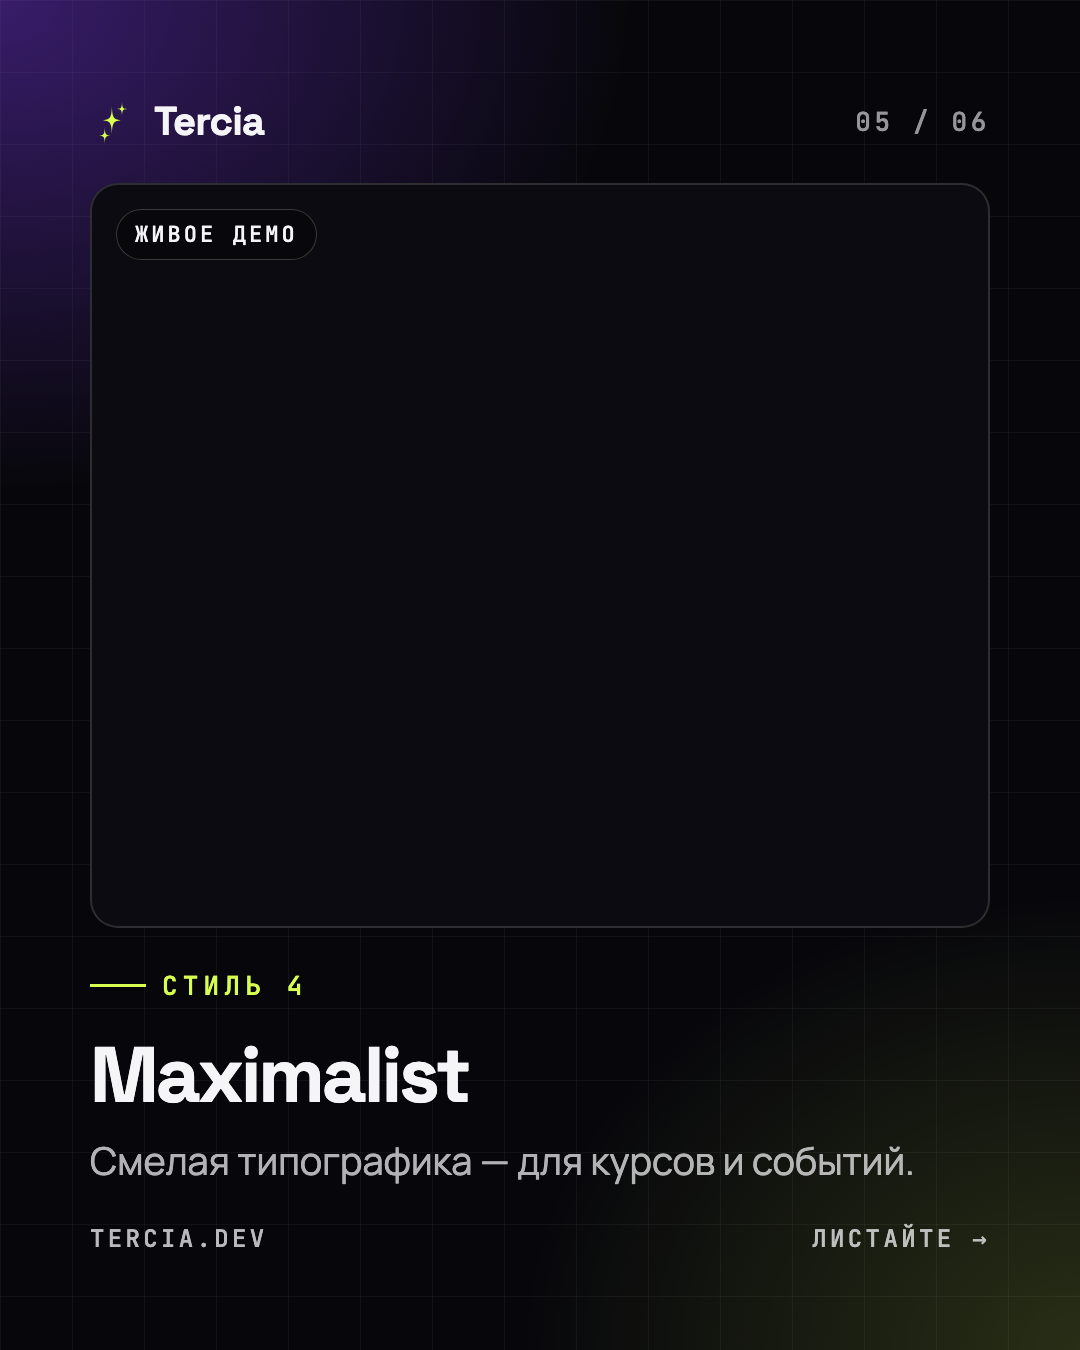 Tercia
05 / 06
ЖИВОЕ ДЕМО
СТИЛЬ 4
Maximalist
Смелая типографика — для курсов и событий.
TERCIA.DEV
ЛИСТАЙТЕ →